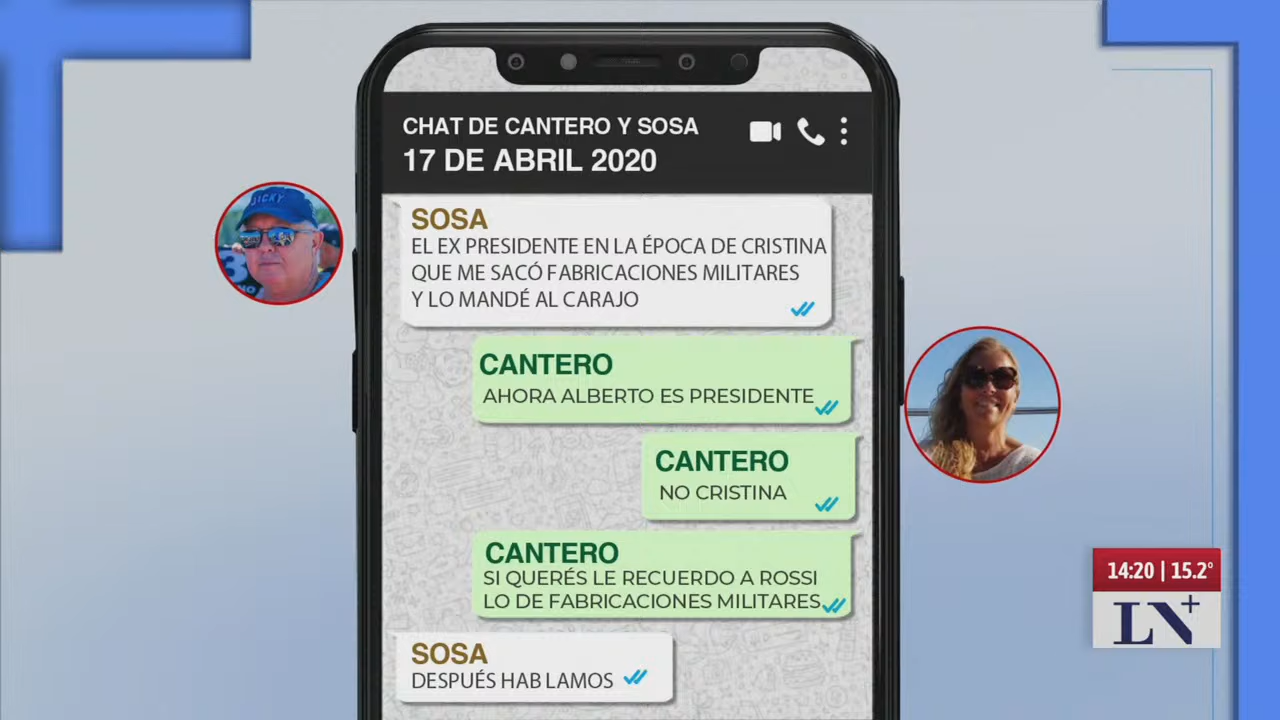 CHAT DE CANTERO Y SOSA
17 DE ABRIL 2020
SOSA
EL EX PRESIDENTE EN LA ÉPOCA DE CRISTINA
QUE ME SACÓ FABRICACIONES MILITARES
Y LO MANDÉ AL CARAJO
CANTERO
AHORA ALBERTO ES PRESIDENTE
CANTERO
NO CRISTINA
CANTERO
SI QUERÉS LE RECUERDO A ROSSI
LO DE FABRICACIONES MILITARES
SOSA
DESPUÉS HAB LAMOS
14:20 | 15.2°
LN+